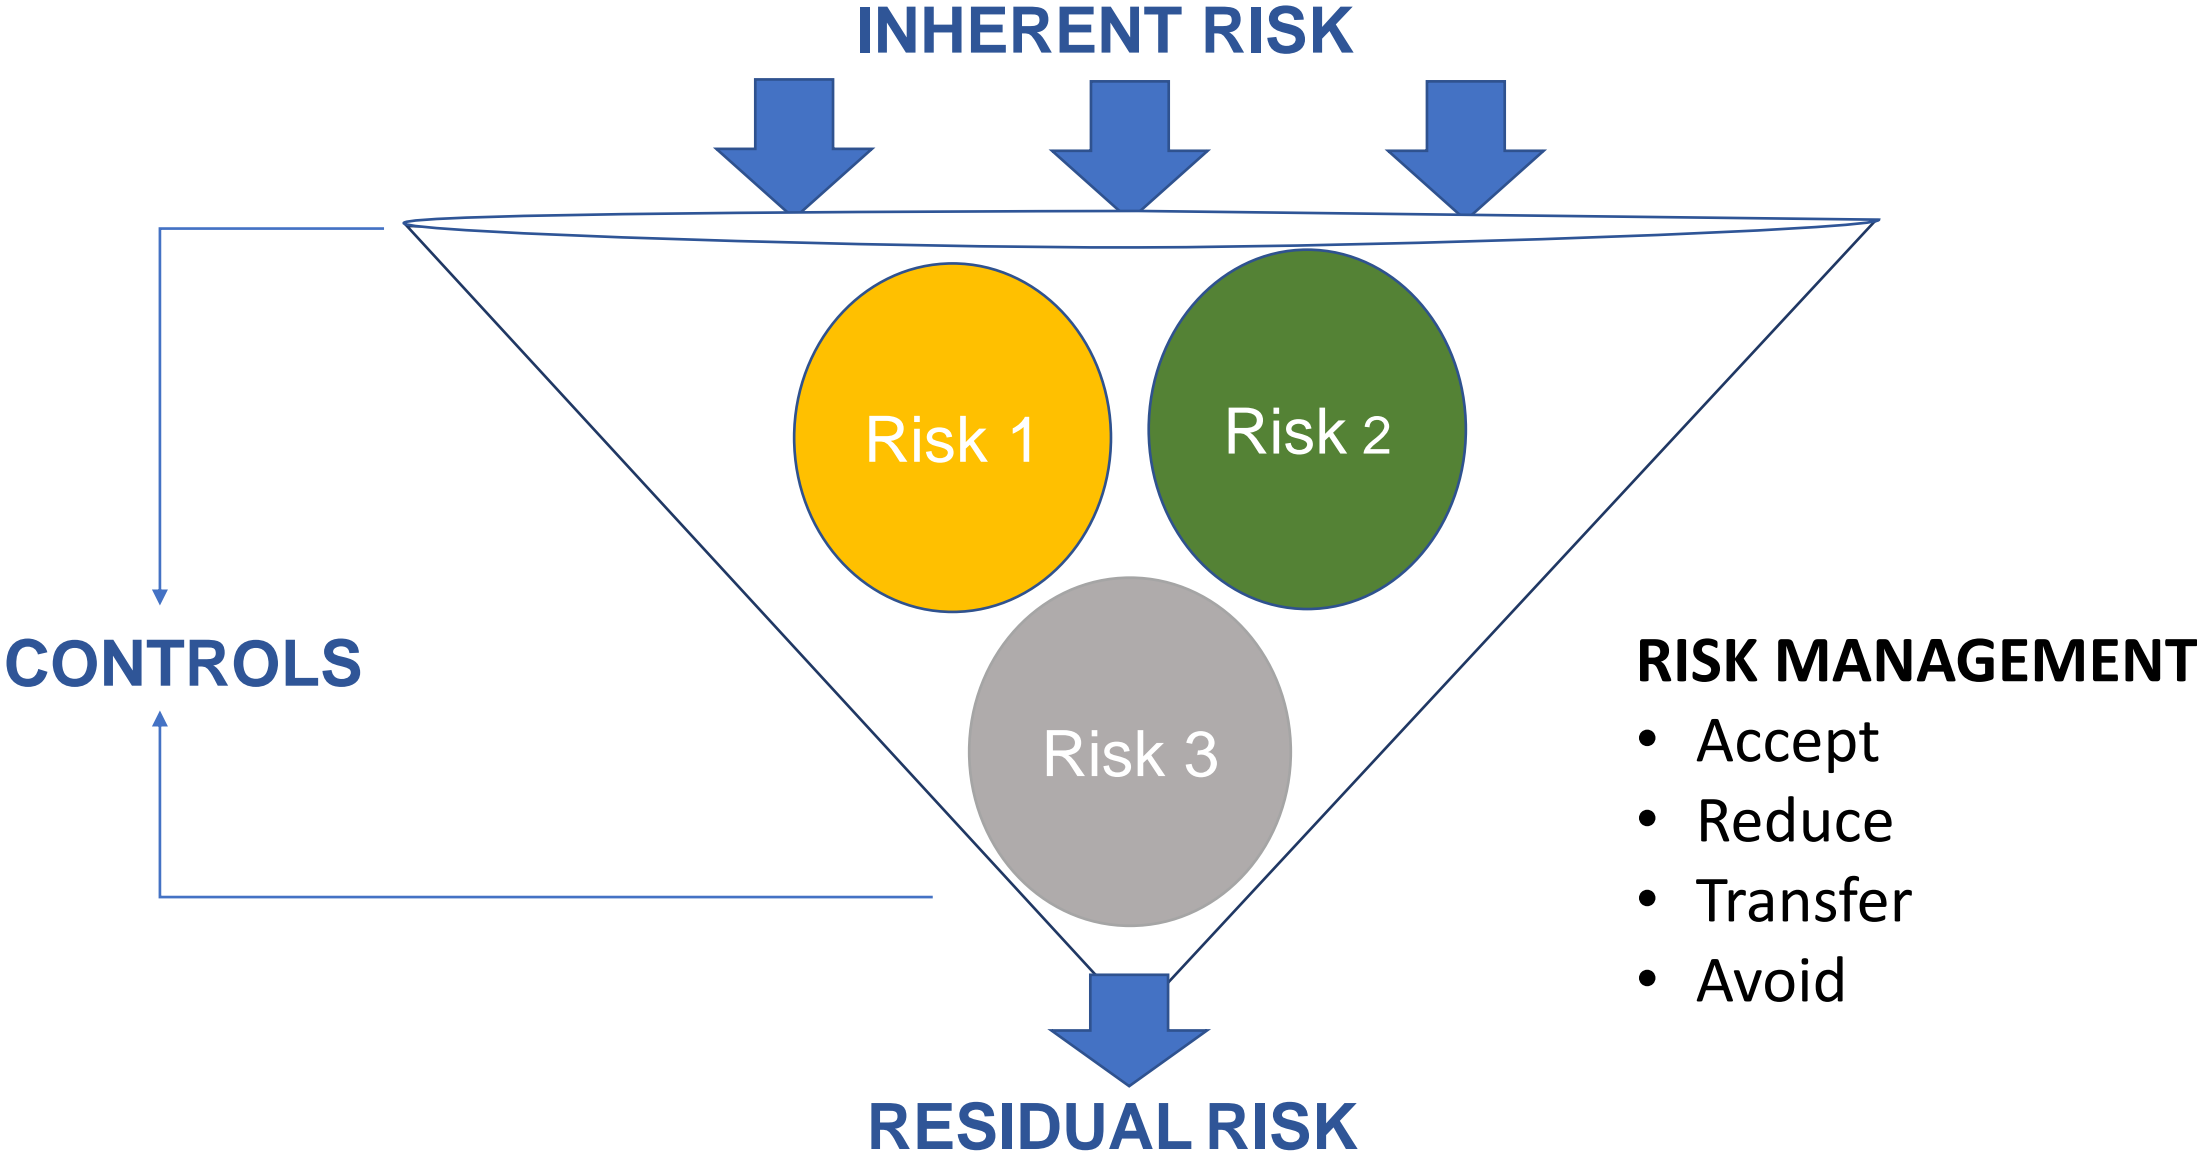 INHERENT RISK
Risk 1
Risk 2
Risk 3
CONTROLS
RISK MANAGEMENT
• Accept
• Reduce
• Transfer
• Avoid
RESIDUAL RISK